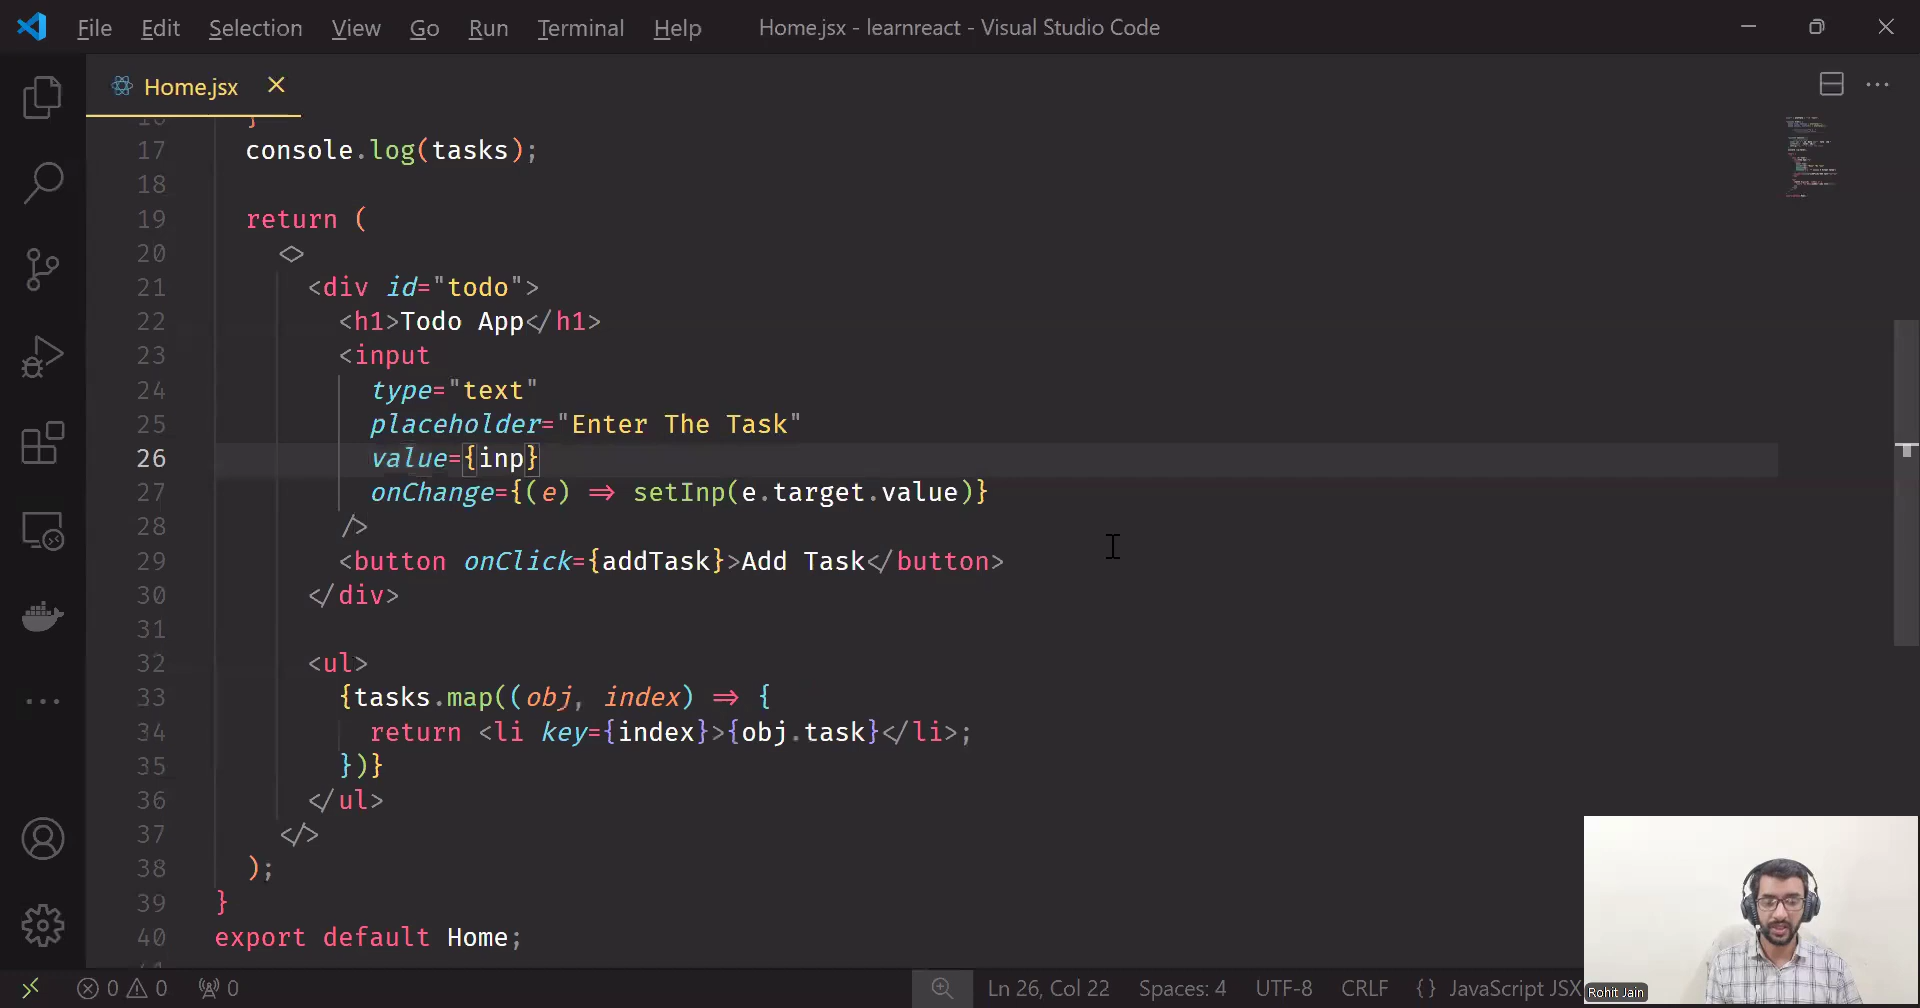 File Edit Selection View Go Run Terminal Help Home.jsx - learnreact - Visual Studio Code
Home.jsx
16 }
17 console.log(tasks);
18
19 return (
20 <>
21 <div id="todo">
22 <h1>Todo App</h1>
23 <input
24 type="text"
25 placeholder="Enter The Task"
26 value={inp}
27 onChange={(e) => setInp(e.target.value)}
28 />
29 <button onClick={addTask}>Add Task</button>
30 </div>
31
32 <ul>
33 {tasks.map((obj, index) => {
34 return <li key={index}>{obj.task}</li>;
35 })}
36 </ul>
37 </>
38 );
39 }
40 export default Home;
0 0 0 Ln 26, Col 22 Spaces: 4 UTF-8 CRLF {} JavaScript JSX
Rohit Jain